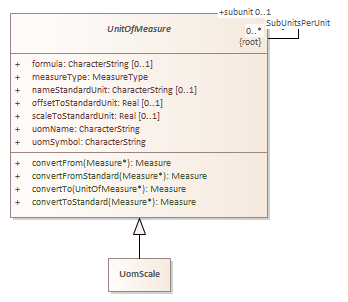 +subunit 0..1
SubUnitsPerUnit
UnitOfMeasure
0..*
{root}
+ formula: CharacterString [0..1]
+ measureType: MeasureType
+ nameStandardUnit: CharacterString [0..1]
+ offsetToStandardUnit: Real [0..1]
+ scaleToStandardUnit: Real [0..1]
+ uomName: CharacterString
+ uomSymbol: CharacterString
+ convertFrom(Measure*): Measure
+ convertFromStandard(Measure*): Measure
+ convertTo(UnitOfMeasure*): Measure
+ convertToStandard(Measure*): Measure
UomScale